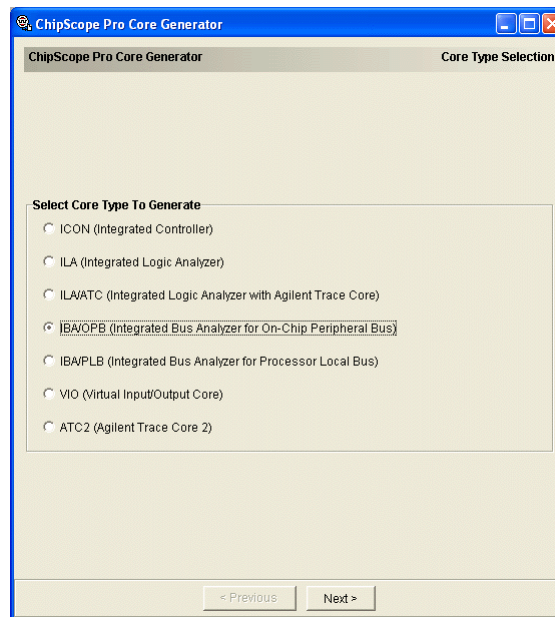 ChipScope Pro Core Generator
ChipScope Pro Core Generator Core Type Selection
Select Core Type To Generate
ICON (Integrated Controller)
ILA (Integrated Logic Analyzer)
ILA/ATC (Integrated Logic Analyzer with Agilent Trace Core)
IBA/OPB (Integrated Bus Analyzer for On-Chip Peripheral Bus)
IBA/PLB (Integrated Bus Analyzer for Processor Local Bus)
VIO (Virtual Input/Output Core)
ATC2 (Agilent Trace Core 2)
< Previous Next >